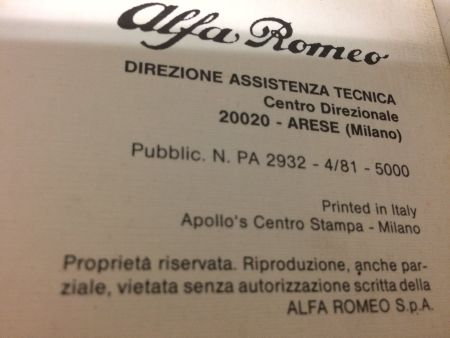 Alfa Romeo
DIREZIONE ASSISTENZA TECNICA
Centro Direzionale
20020 - ARESE (Milano)
Pubblic. N. PA 2932 - 4/81 - 5000
Printed in Italy
Apollo's Centro Stampa - Milano
Proprietà riservata. Riproduzione, anche par-
ziale, vietata senza autorizzazione scritta della
ALFA ROMEO S.p.A.